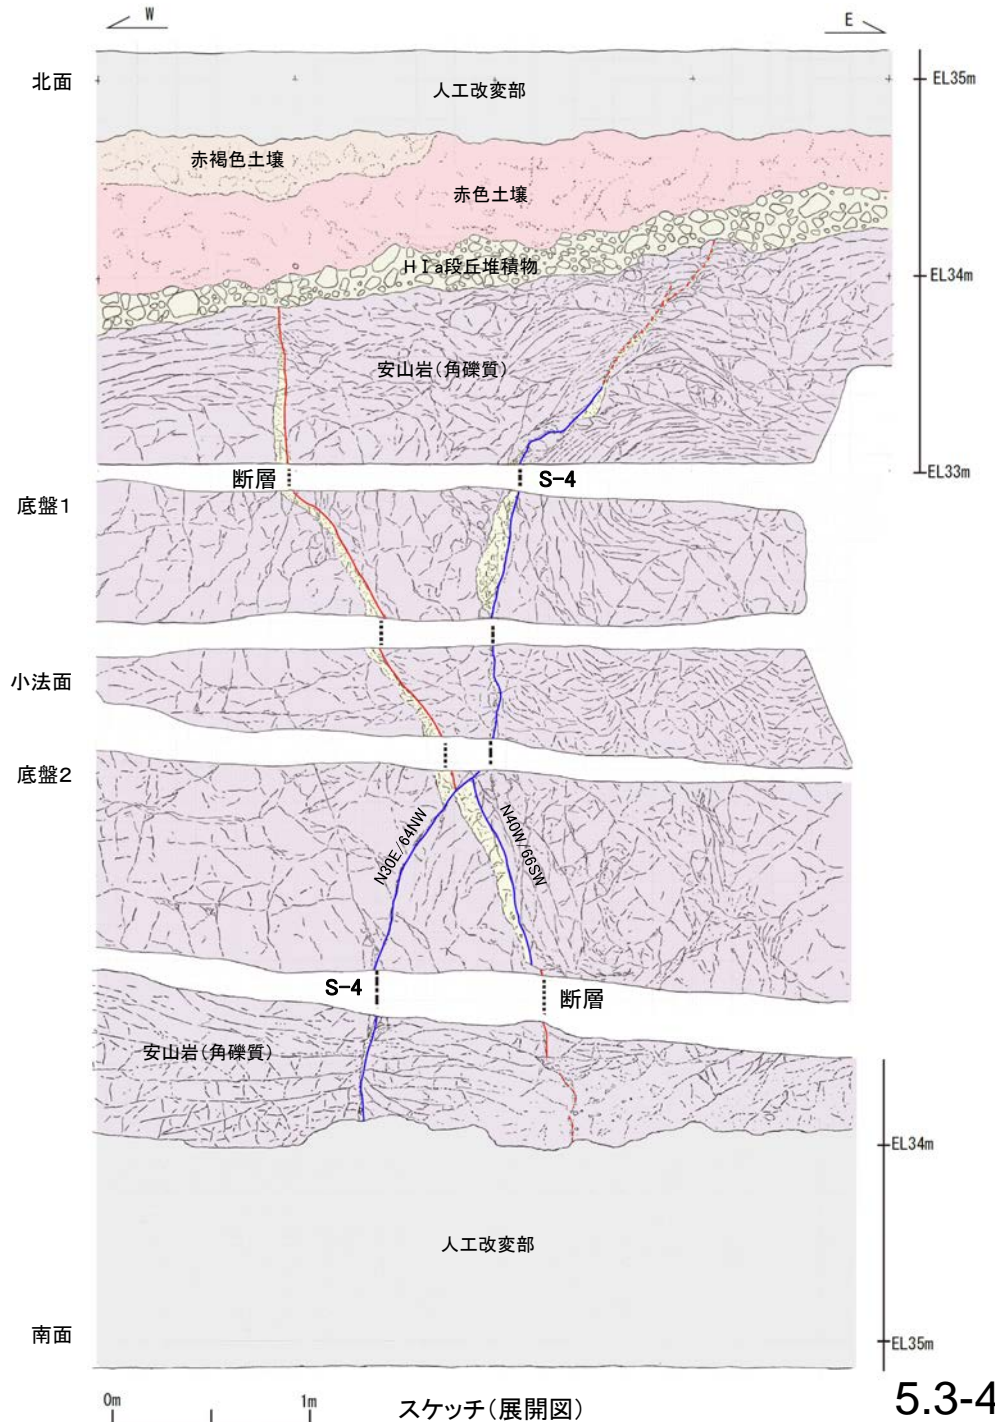 W
E
北面
人工改変部
EL35m
赤褐色土壌
赤色土壌
HⅠa段丘堆積物
EL34m
安山岩(角礫質)
EL33m
断層
S-4
底盤1
小法面
底盤2
N30E/64NW
N40W/66SW
S-4
断層
安山岩(角礫質)
EL34m
人工改変部
南面
EL35m
0m
1m
スケッチ(展開図)
5.3-4